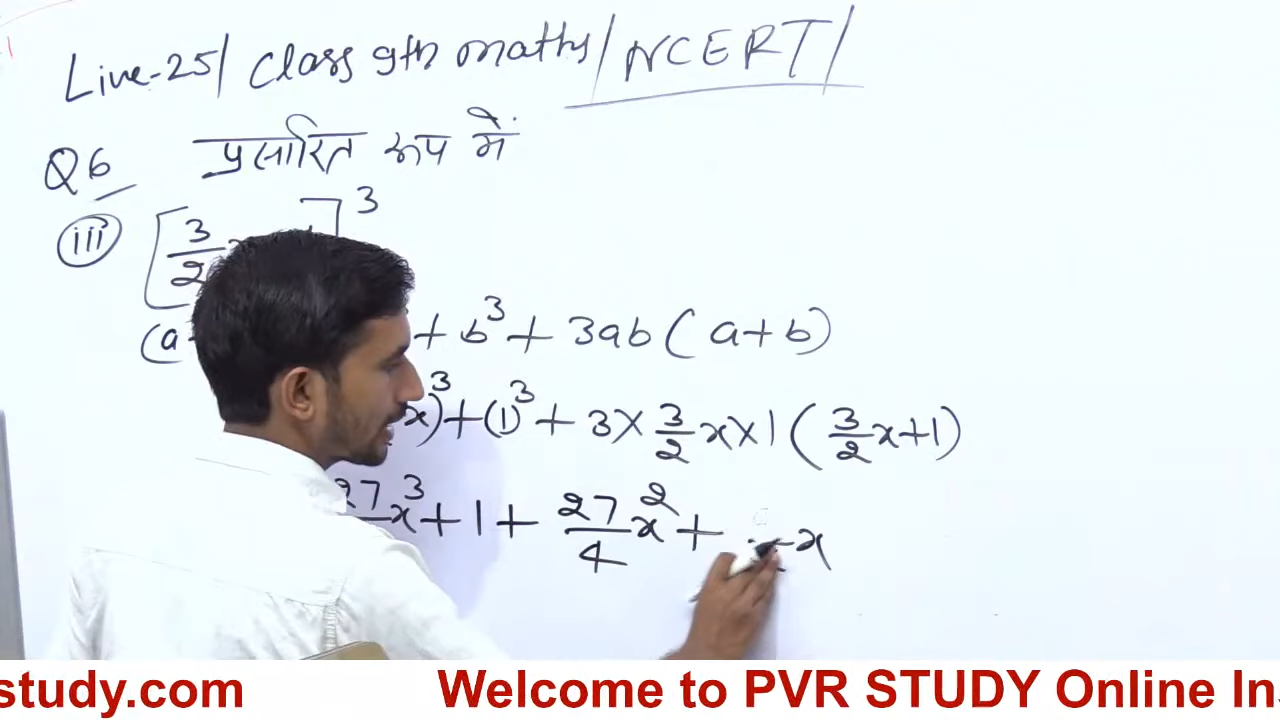 Live-25/ Class 9th maths/NCERT/
Q6 प्रसारित रूप में
iii [3/2 ]³
(a + b³ + 3ab(a+b)
x)³ + (1)³ + 3 × 3/2 x × 1 (3/2 x + 1)
27 x³ + 1 + 27/4 x² + x
study.com Welcome to PVR STUDY Online In